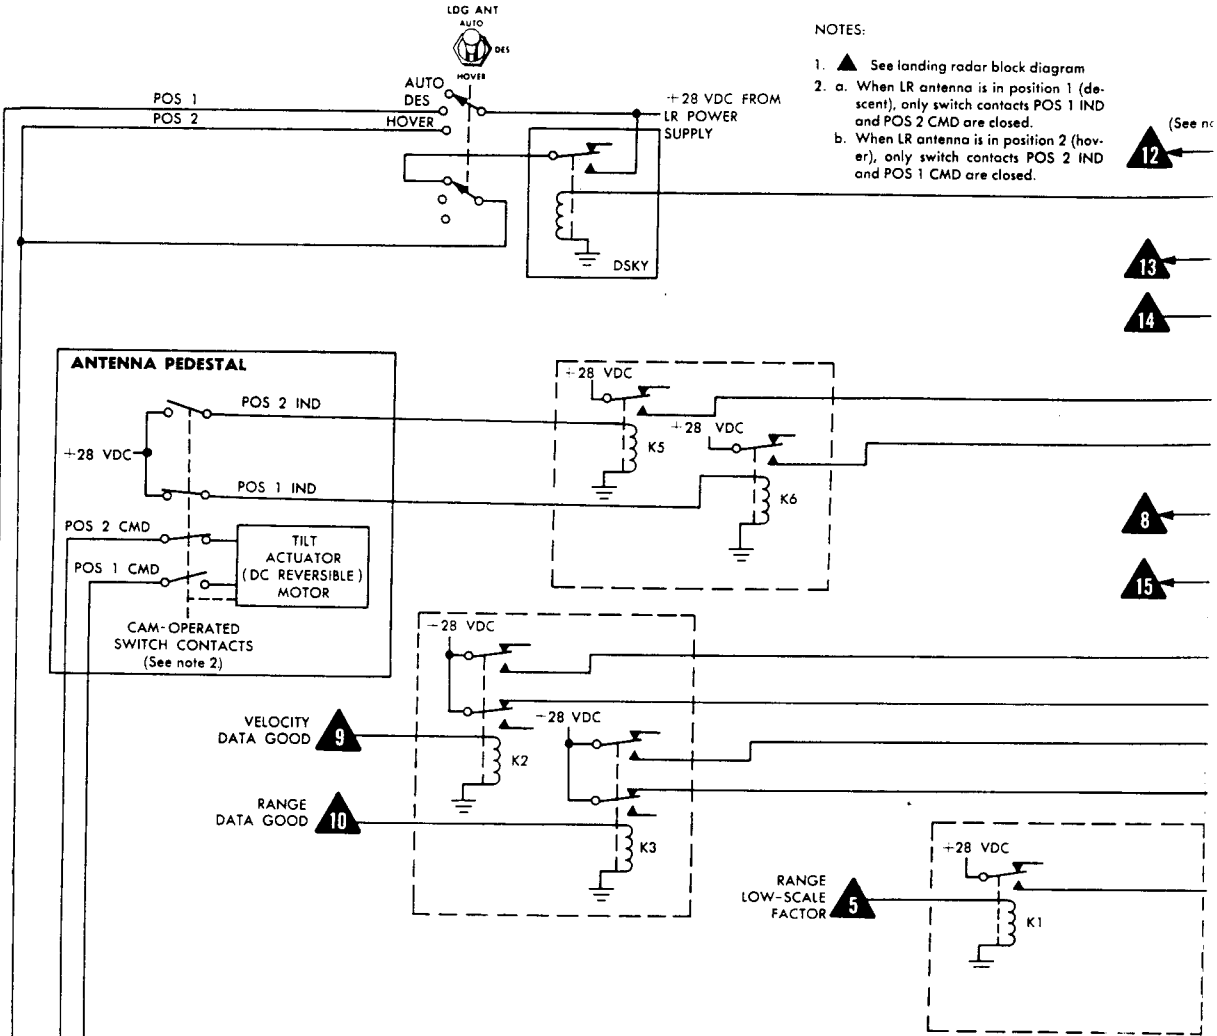 LDG ANT
AUTO
DES
HOVER
AUTO
DES
HOVER
POS 1
POS 2
+28 VDC FROM
LR POWER
SUPPLY
DSKY
NOTES:
1. ▲ See landing radar block diagram
2. a. When LR antenna is in position 1 (de-
scent), only switch contacts POS 1 IND
and POS 2 CMD are closed.
b. When LR antenna is in position 2 (hov-
er), only switch contacts POS 2 IND
and POS 1 CMD are closed.
(See
12
13
14
ANTENNA PEDESTAL
POS 2 IND
+28 VDC
POS 1 IND
POS 2 CMD
POS 1 CMD
TILT
ACTUATOR
(DC REVERSIBLE)
MOTOR
CAM-OPERATED
SWITCH CONTACTS
(See note 2.)
+28 VDC
K5
+28 VDC
K6
8
15
+28 VDC
VELOCITY
DATA GOOD
9
K2
+28 VDC
RANGE
DATA GOOD
10
K3
RANGE
LOW-SCALE
FACTOR
5
+28 VDC
K1